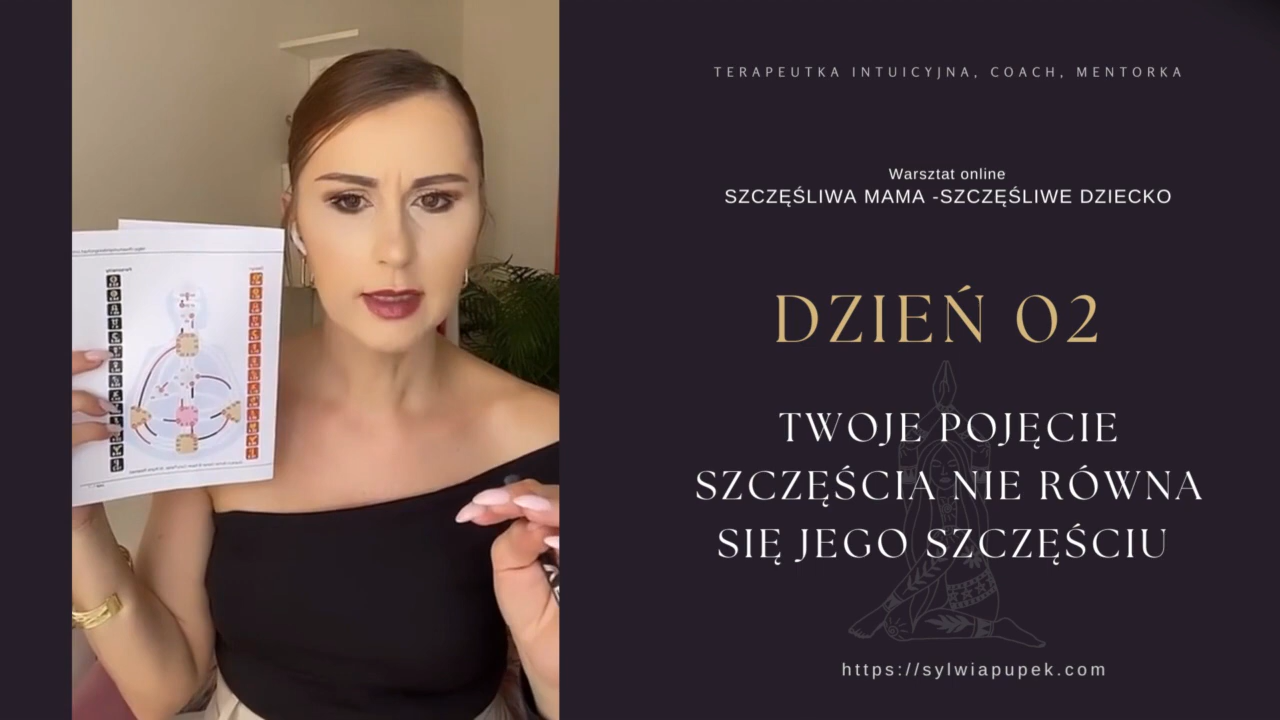 TERAPEUTKA INTUICYJNA, COACH, MENTORKA
Warsztat online
SZCZĘŚLIWA MAMA -SZCZĘŚLIWE DZIECKO
DZIEŃ 02
TWOJE POJĘCIE
SZCZĘŚCIA NIE RÓWNA
SIĘ JEGO SZCZĘŚCIU
https://sylwiapupek.com